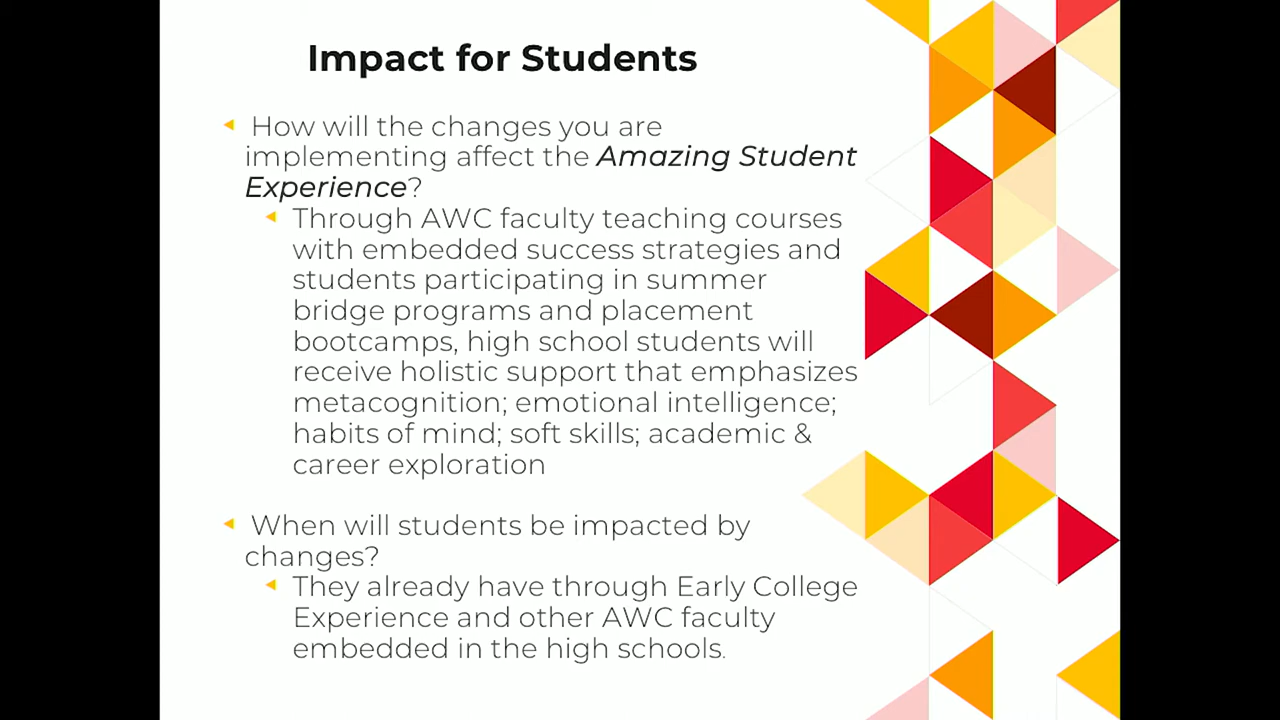 Impact for Students
How will the changes you are
implementing affect the Amazing Student
Experience?
Through AWC faculty teaching courses
with embedded success strategies and
students participating in summer
bridge programs and placement
bootcamps, high school students will
receive holistic support that emphasizes
metacognition; emotional intelligence;
habits of mind; soft skills; academic &
career exploration
When will students be impacted by
changes?
They already have through Early College
Experience and other AWC faculty
embedded in the high schools.